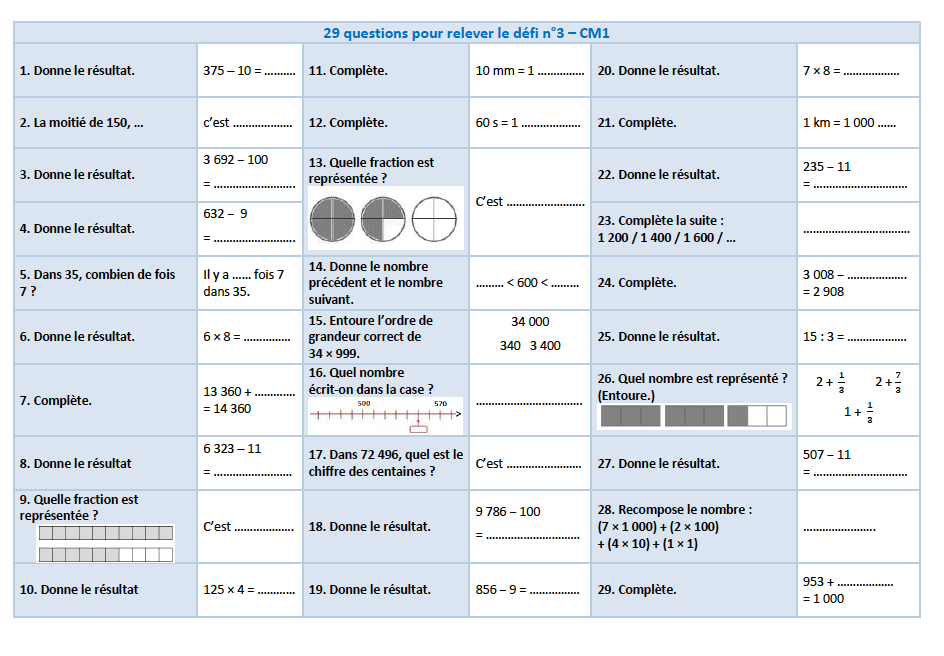 29 questions pour relever le défi n°3 – CM1
1. Donne le résultat.
375 – 10 = ..........
11. Complète.
10 mm = 1 ...............
20. Donne le résultat.
7 × 8 = ..................
2. La moitié de 150, ...
c'est ...................
12. Complète.
60 s = 1 ...................
21. Complète.
1 km = 1 000 ......
3. Donne le résultat.
3 692 – 100
= ..........................
13. Quelle fraction est
représentée ?
C'est .........................
22. Donne le résultat.
235 – 11
= ..............................
4. Donne le résultat.
632 – 9
= ..........................
23. Complète la suite :
1 200 / 1 400 / 1 600 / ...
..................................
5. Dans 35, combien de fois
7 ?
Il y a ...... fois 7
dans 35.
14. Donne le nombre
précédent et le nombre
suivant.
......... < 600 < .........
24. Complète.
3 008 – ...................
= 2 908
6. Donne le résultat.
6 × 8 = ...............
15. Entoure l'ordre de
grandeur correct de
34 × 999.
34 000
340 3 400
25. Donne le résultat.
15 : 3 = ...................
7. Complète.
13 360 + .............
= 14 360
16. Quel nombre
écrit-on dans la case ?
500 570
..................................
26. Quel nombre est représenté ?
(Entoure.)
2 + 1/3 2 + 7/3
1 + 1/3
8. Donne le résultat
6 323 – 11
= .........................
17. Dans 72 496, quel est le
chiffre des centaines ?
C'est ........................
27. Donne le résultat.
507 – 11
= ..............................
9. Quelle fraction est
représentée ?
C'est ...................
18. Donne le résultat.
9 786 – 100
= ..............................
28. Recompose le nombre :
(7 × 1 000) + (2 × 100)
+ (4 × 10) + (1 × 1)
.......................
10. Donne le résultat
125 × 4 = ............
19. Donne le résultat.
856 – 9 = ................
29. Complète.
953 + ..................
= 1 000